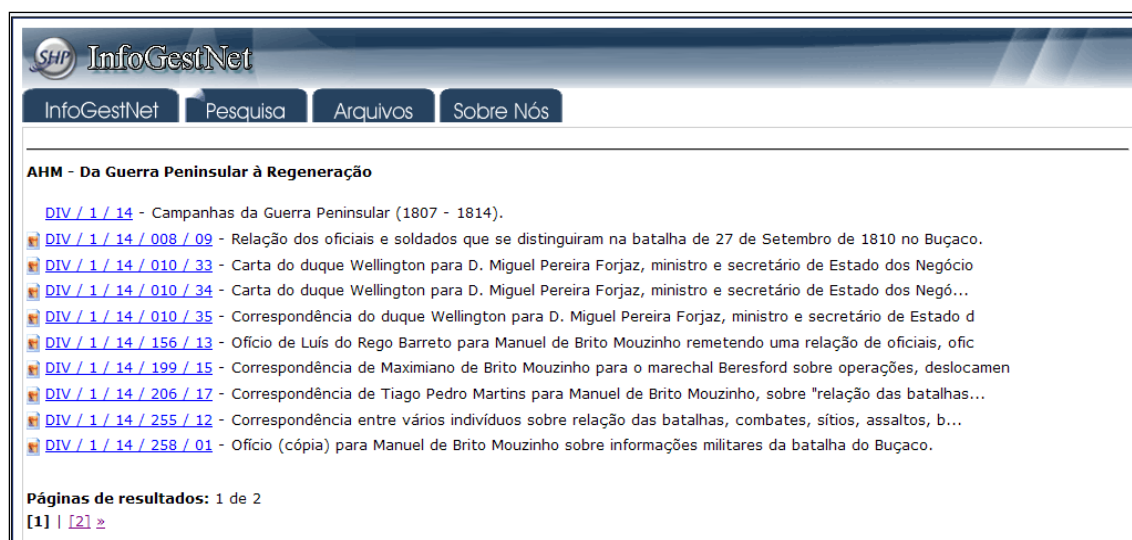 SHP InfoGestNet
InfoGestNet Pesquisa Arquivos Sobre Nós
AHM - Da Guerra Peninsular à Regeneração
DIV / 1 / 14 - Campanhas da Guerra Peninsular (1807 - 1814).
DIV / 1 / 14 / 008 / 09 - Relação dos oficiais e soldados que se distinguiram na batalha de 27 de Setembro de 1810 no Buçaco.
DIV / 1 / 14 / 010 / 33 - Carta do duque Wellington para D. Miguel Pereira Forjaz, ministro e secretário de Estado dos Negócio
DIV / 1 / 14 / 010 / 34 - Carta do duque Wellington para D. Miguel Pereira Forjaz, ministro e secretário de Estado dos Negó...
DIV / 1 / 14 / 010 / 35 - Correspondência do duque Wellington para D. Miguel Pereira Forjaz, ministro e secretário de Estado d
DIV / 1 / 14 / 156 / 13 - Ofício de Luís do Rego Barreto para Manuel de Brito Mouzinho remetendo uma relação de oficiais, ofic
DIV / 1 / 14 / 199 / 15 - Correspondência de Maximiano de Brito Mouzinho para o marechal Beresford sobre operações, deslocamen
DIV / 1 / 14 / 206 / 17 - Correspondência de Tiago Pedro Martins para Manuel de Brito Mouzinho, sobre "relação das batalhas...
DIV / 1 / 14 / 255 / 12 - Correspondência entre vários indivíduos sobre relação das batalhas, combates, sítios, assaltos, b...
DIV / 1 / 14 / 258 / 01 - Ofício (cópia) para Manuel de Brito Mouzinho sobre informações militares da batalha do Buçaco.
Páginas de resultados: 1 de 2
[1] | [2] »